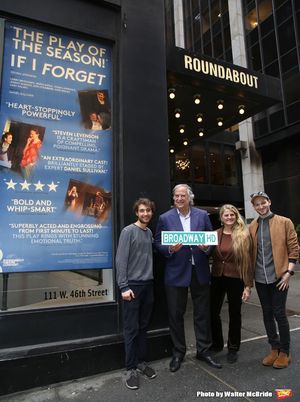 "THE PLAY OF
THE SEASON!"
IF I FORGET
"HEART-STOPPINGLY
POWERFUL"
"STEVEN LEVENSON
IS A CRAFTSMAN
OF COMPELLING,
POIGNANT DRAMA."
"AN EXTRAORDINARY CAST!
BRILLIANTLY STAGED
BY EXPERT
DANIEL SULLIVAN."
"BOLD AND
WHIP-SMART"
"SUPERBLY ACTED AND ENGROSSING
FROM FIRST MINUTE TO LAST.
THIS PLAY RINGS WITH STUNNING
EMOTIONAL TRUTH."
111 W. 46th Street
ROUNDABOUT
BROADWAY
Photo by Walter McBride